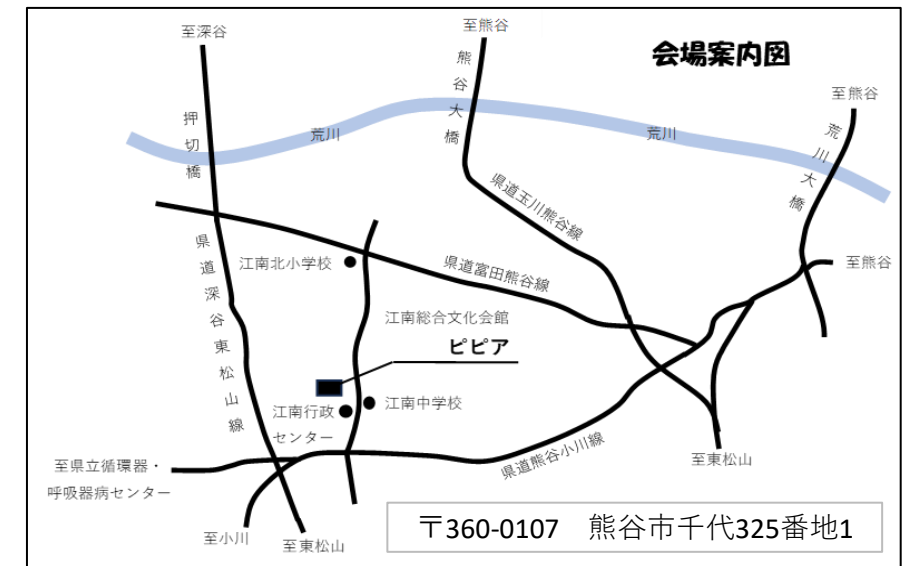 会場案内図
至深谷
至熊谷
至熊谷
押切橋
熊谷大橋
荒川大橋
荒川
荒川
県道玉川熊谷線
県道深谷東松山線
江南北小学校
県道冨田熊谷線
至熊谷
江南総合文化会館
ピピア
江南行政
センター
江南中学校
県道熊谷小川線
至東松山
至県立循環器・
呼吸器病センター
至小川
至東松山
〒360-0107　熊谷市千代325番地1